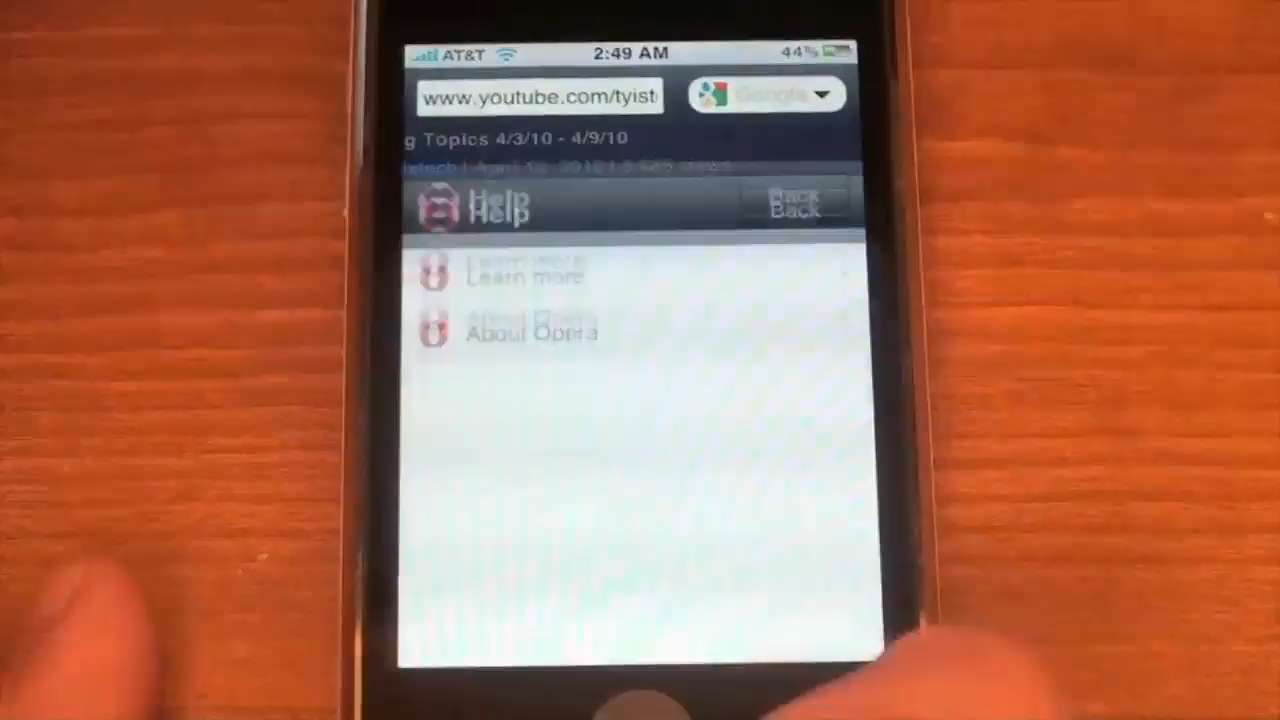 AT&T 2:49 AM 44%
www.youtube.com/tyist
Google
g Topics 4/3/10 - 4/9/10
Help Back
Learn more
About Opera